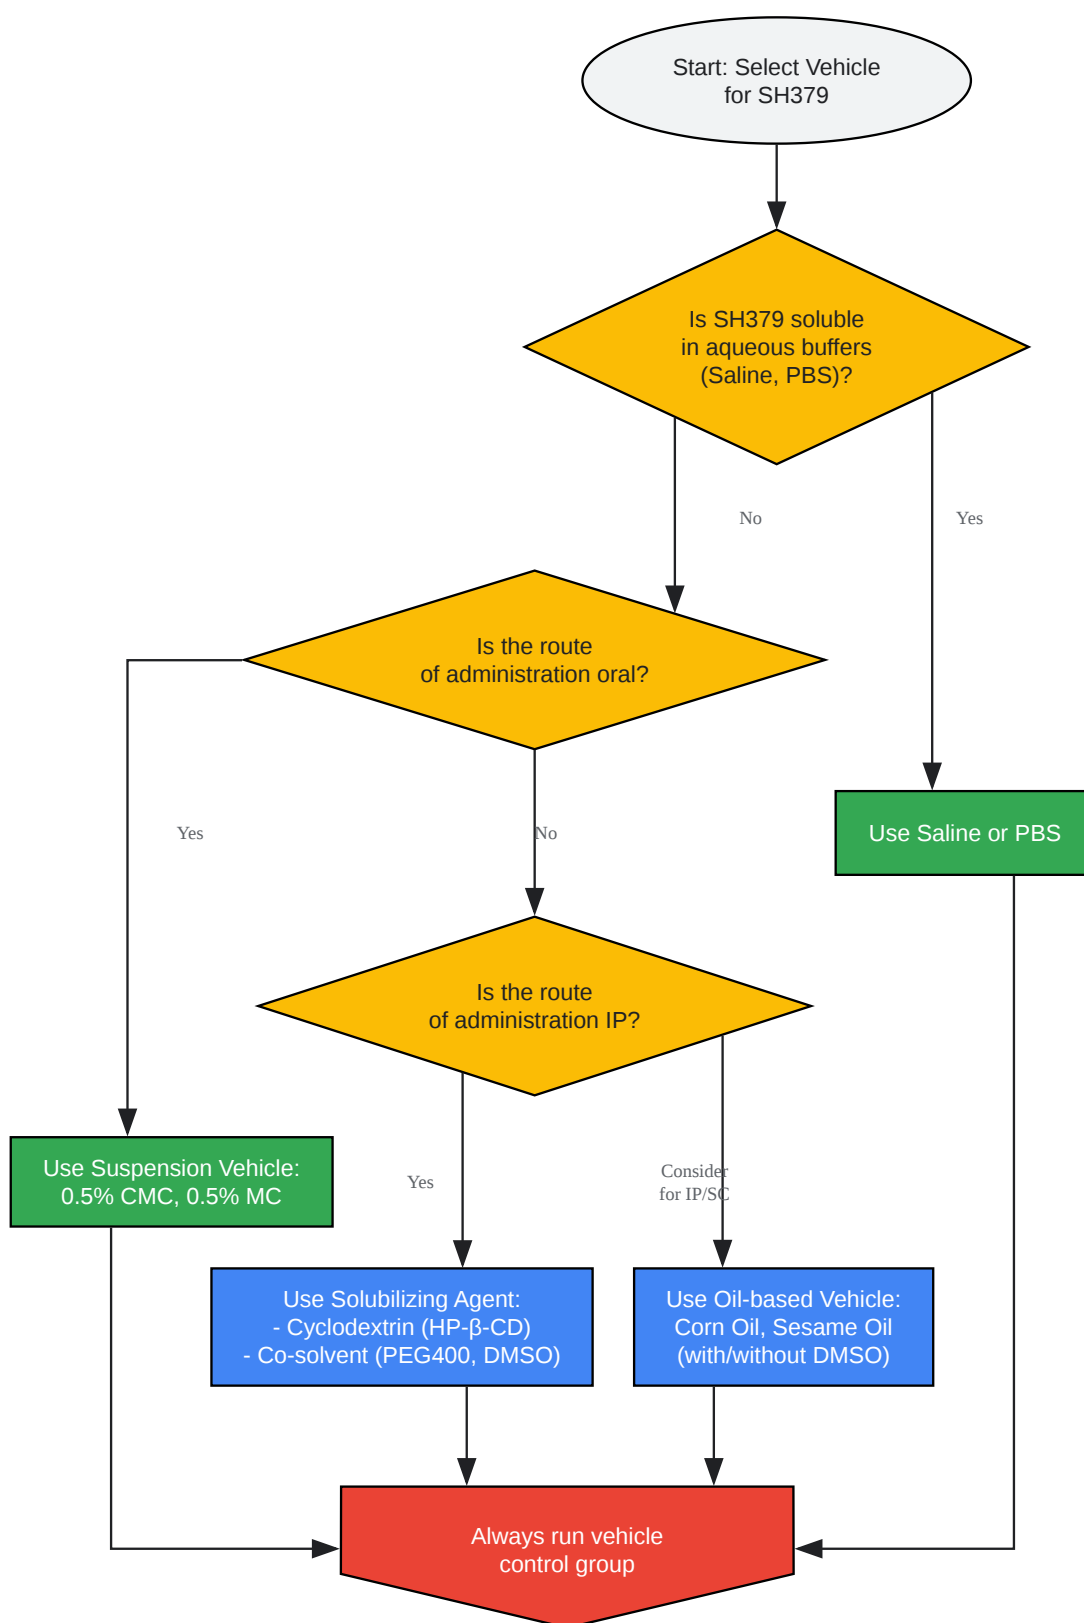 Start: Select Vehicle
for SH379
Is SH379 soluble
in aqueous buffers
(Saline, PBS)?
No
Yes
Is the route
of administration oral?
Yes
No
Use Saline or PBS
Is the route
of administration IP?
Use Suspension Vehicle:
0.5% CMC, 0.5% MC
Yes
Consider
for IP/SC
Use Solubilizing Agent:
- Cyclodextrin (HP-β-CD)
- Co-solvent (PEG400, DMSO)
Use Oil-based Vehicle:
Corn Oil, Sesame Oil
(with/without DMSO)
Always run vehicle
control group